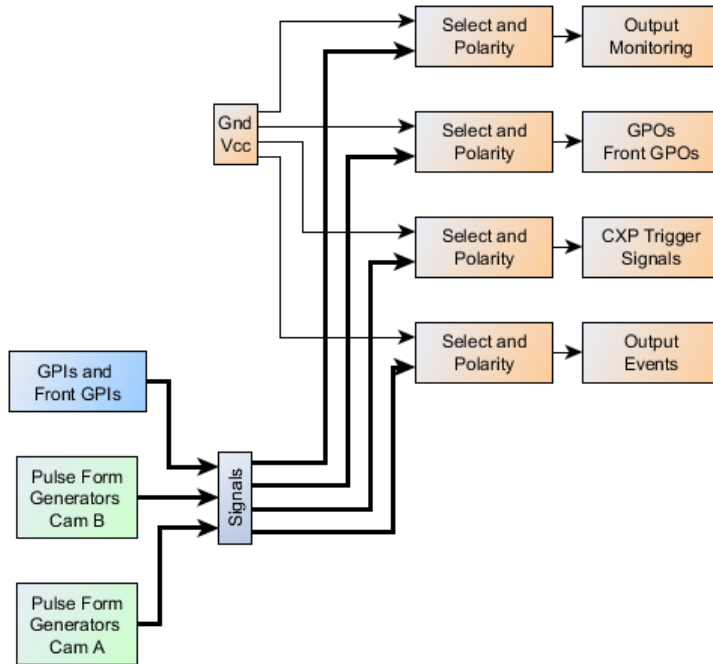 Select and
Polarity
Output
Monitoring
Gnd
Vcc
Select and
Polarity
GPOs
Front GPOs
Select and
Polarity
CXP Trigger
Signals
Select and
Polarity
Output
Events
GPIs and
Front GPIs
Pulse Form
Generators
Cam B
Signals
Pulse Form
Generators
Cam A